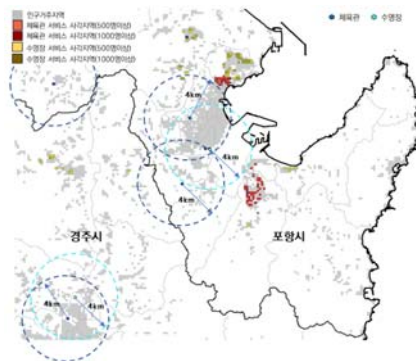 인구거주지역
체육관 서비스 사각지역(500명이상)
체육관 서비스 사각지역(1000명이상)
수영장 서비스 사각지역(500명이상)
수영장 서비스 사각지역(1000명이상)
체육관
수영장
4km
4km
4km
경주시
포항시
4km
4km